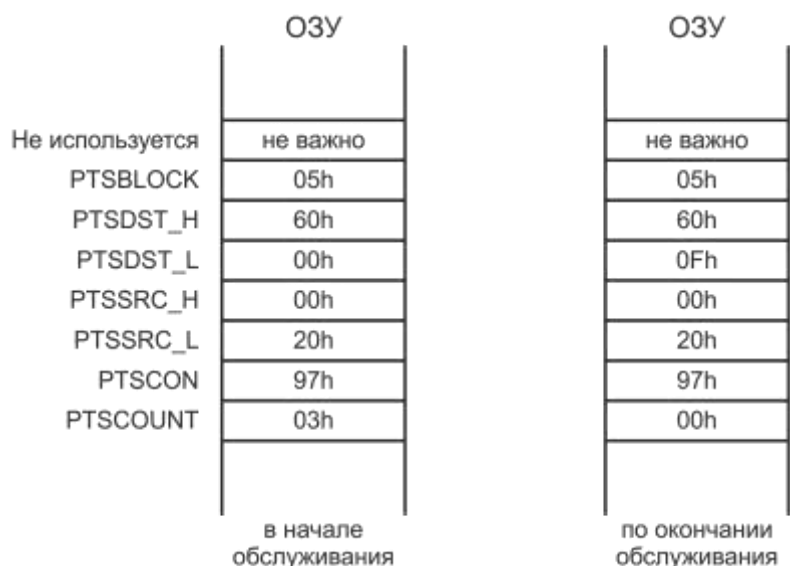 ОЗУ ОЗУ
Не используется не важно не важно
PTSBLOCK 05h 05h
PTSDST_H 60h 60h
PTSDST_L 00h 0Fh
PTSSRC_H 00h 00h
PTSSRC_L 20h 20h
PTSCON 97h 97h
PTSCOUNT 03h 00h
в начале по окончании
обслуживания обслуживания